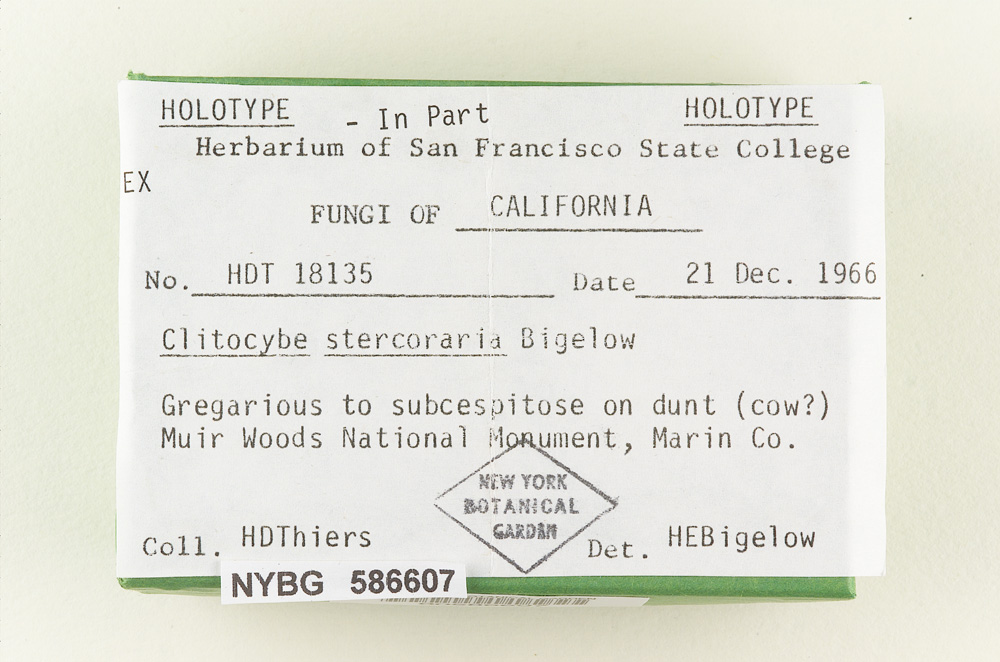 HOLOTYPE - In Part HOLOTYPE
Herbarium of San Francisco State College
EX
FUNGI OF CALIFORNIA
No. HDT 18135 Date 21 Dec. 1966
Clitocybe stercoraria Bigelow
Gregarious to subcespitose on dunt (cow?)
Muir Woods National Monument, Marin Co.
NEW YORK
BOTANICAL
GARDEN
Coll. HDThiers Det. HEBigelow
NYBG 586607